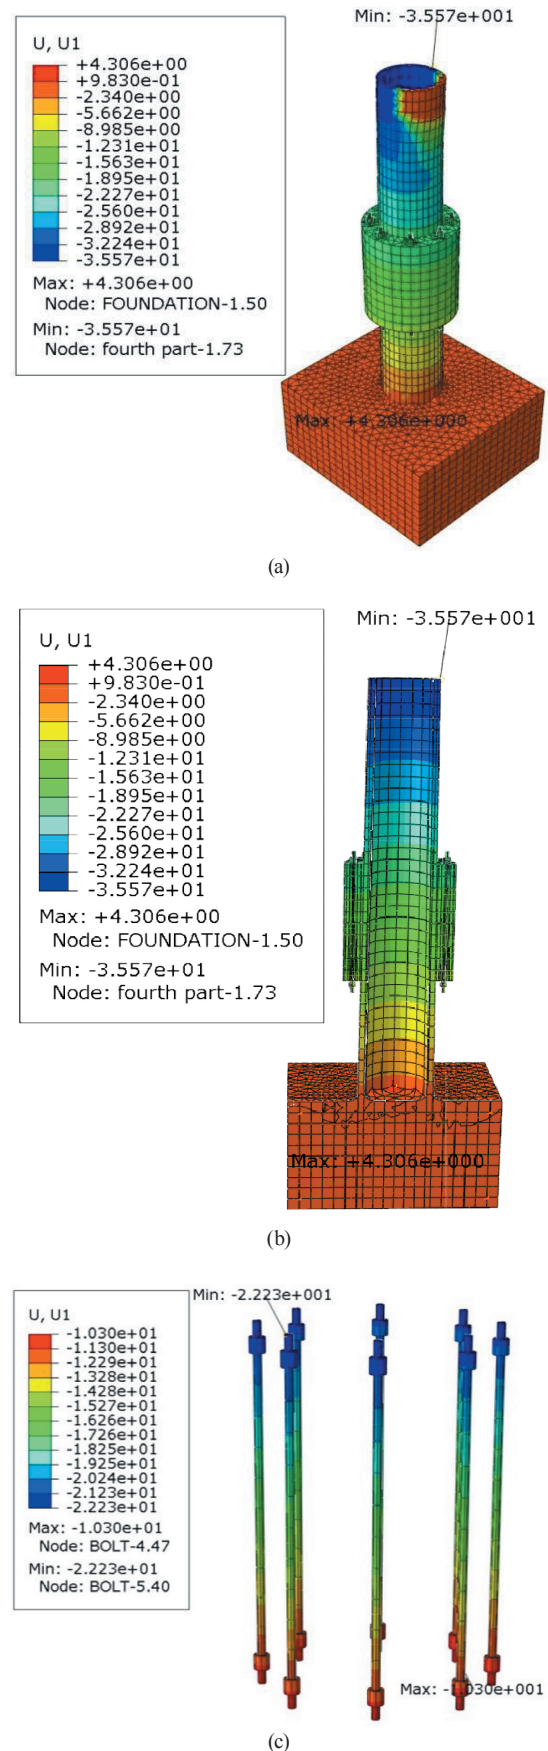 Min: -3.557e+001
U, U1
+4.306e+00
+9.830e-01
-2.340e+00
-5.662e+00
-8.985e+00
-1.231e+01
-1.563e+01
-1.895e+01
-2.227e+01
-2.560e+01
-2.892e+01
-3.224e+01
-3.557e+01
Max: +4.306e+00
Node: FOUNDATION-1.50
Min: -3.557e+01
Node: fourth part-1.73
Max: +4.306e+000
(a)
Min: -3.557e+001
U, U1
+4.306e+00
+9.830e-01
-2.340e+00
-5.662e+00
-8.985e+00
-1.231e+01
-1.563e+01
-1.895e+01
-2.227e+01
-2.560e+01
-2.892e+01
-3.224e+01
-3.557e+01
Max: +4.306e+00
Node: FOUNDATION-1.50
Min: -3.557e+01
Node: fourth part-1.73
Max: +4.306e+000
(b)
Min: -2.223e+001
U, U1
-1.030e+01
-1.130e+01
-1.229e+01
-1.328e+01
-1.428e+01
-1.527e+01
-1.626e+01
-1.726e+01
-1.825e+01
-1.925e+01
-2.024e+01
-2.123e+01
-2.223e+01
Max: -1.030e+01
Node: BOLT-4.47
Min: -2.223e+01
Node: BOLT-5.40
Max: -1.030e+001
(c)